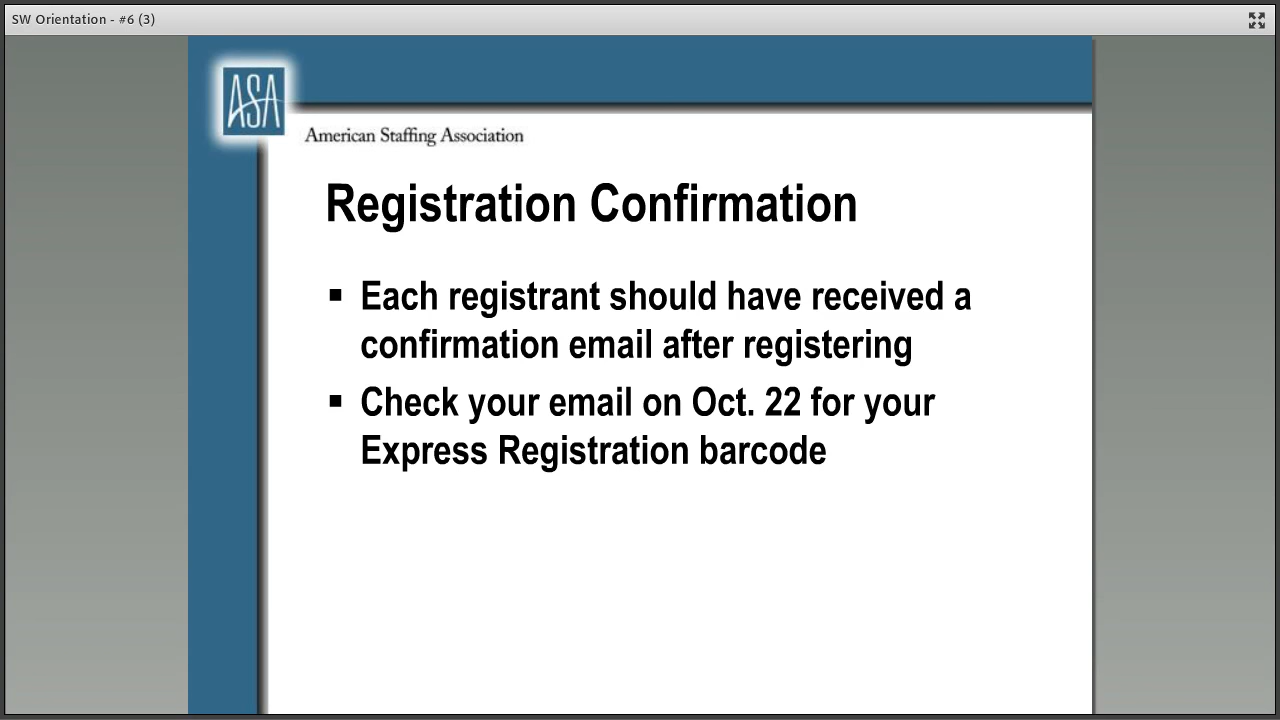 SW Orientation - #6 (3)
ASA
American Staffing Association
Registration Confirmation
▪ Each registrant should have received a
confirmation email after registering
▪ Check your email on Oct. 22 for your
Express Registration barcode